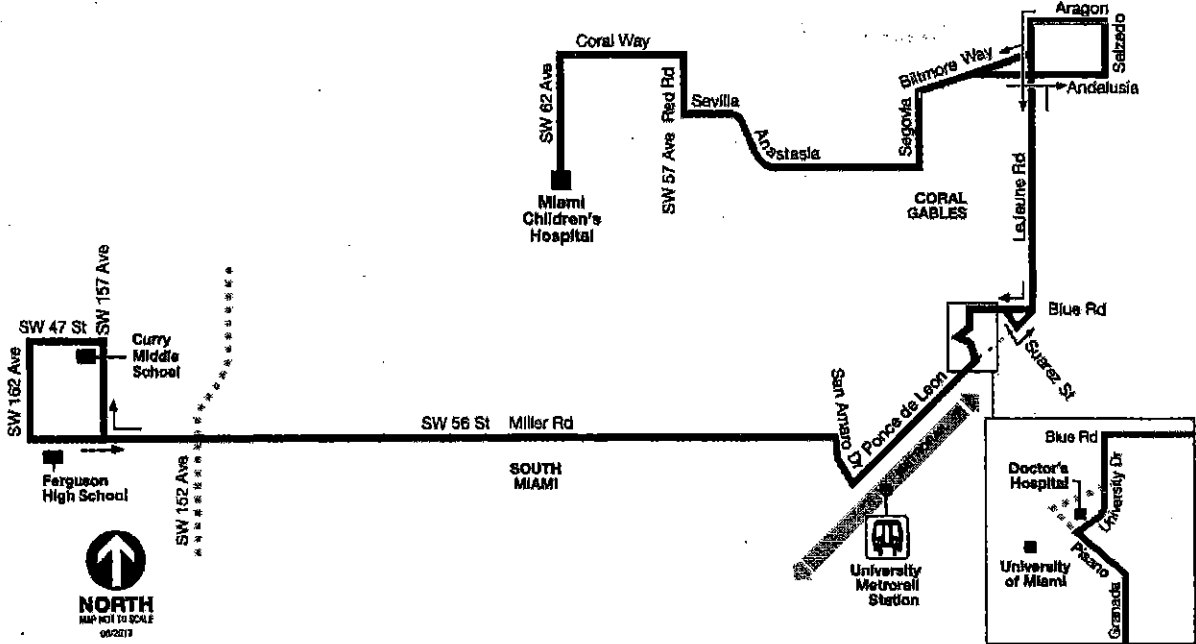 Aragon
Salzedo
Coral Way
Biltmore Way
Andalusia
SW 62 Ave
SW 57 Ave Red Rd
Sevilla
Anastasia
Segovia
Miami
Children's
Hospital
CORAL
GABLES
LeJeune Rd
SW 157 Ave
SW 47 St
Curry
Middle
School
SW 162 Ave
Blue Rd
Suarez St
San Amaro Dr
Ponce de Leon
SW 56 St Miller Rd
SOUTH
MIAMI
Ferguson
High School
SW 152 Ave
University
Metrorail
Station
Blue Rd
Doctor's
Hospital
University Dr
Pisano
University
of Miami
Granada
NORTH
MAP NOT TO SCALE